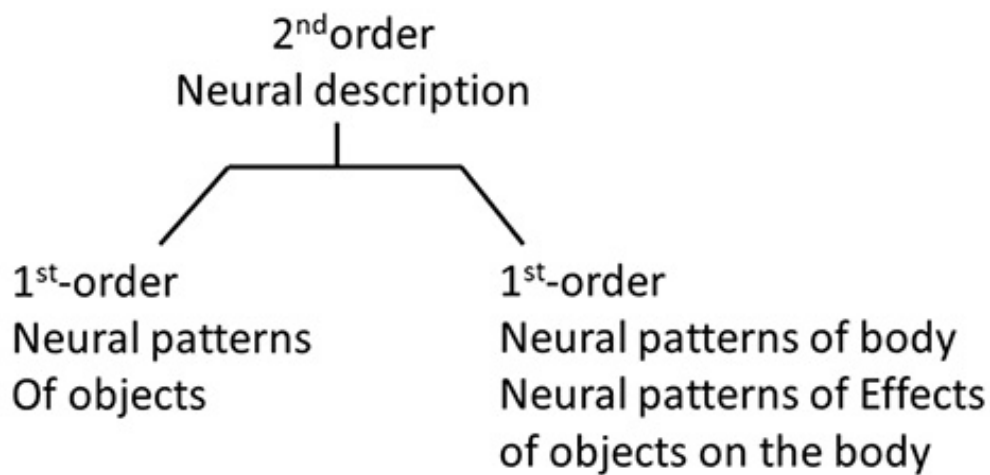 2ndorder
Neural description
1st-order
Neural patterns
Of objects
1st-order
Neural patterns of body
Neural patterns of Effects
of objects on the body